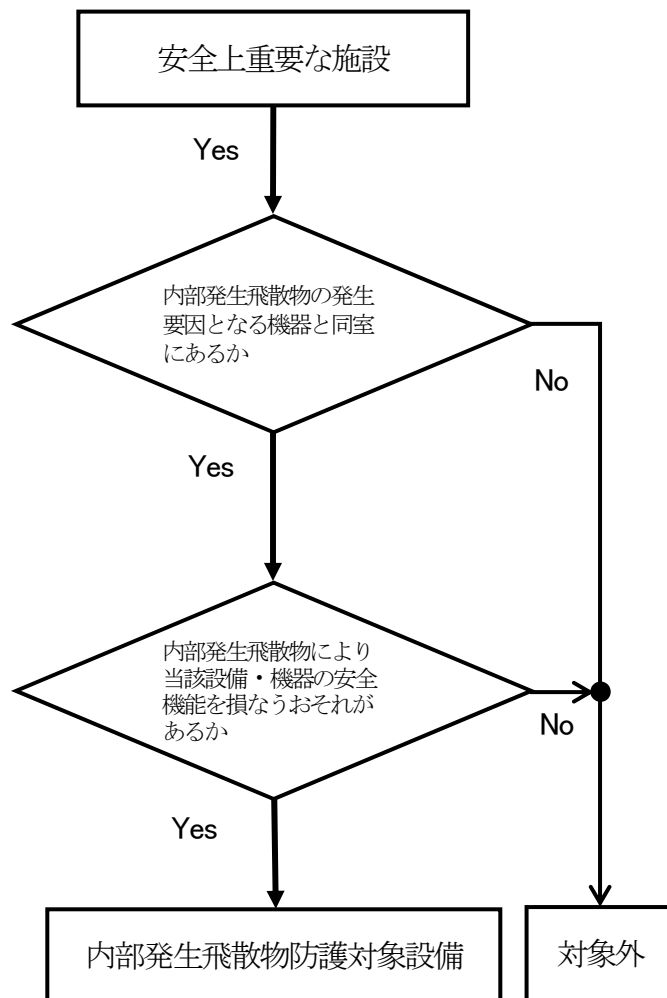 安全上重要な施設
Yes
内部発生飛散物の発生
要因となる機器と同室
にあるか
No
Yes
内部発生飛散物により
当該設備・機器の安全
機能を損なうおそれが
あるか
No
Yes
内部発生飛散物防護対象設備
対象外